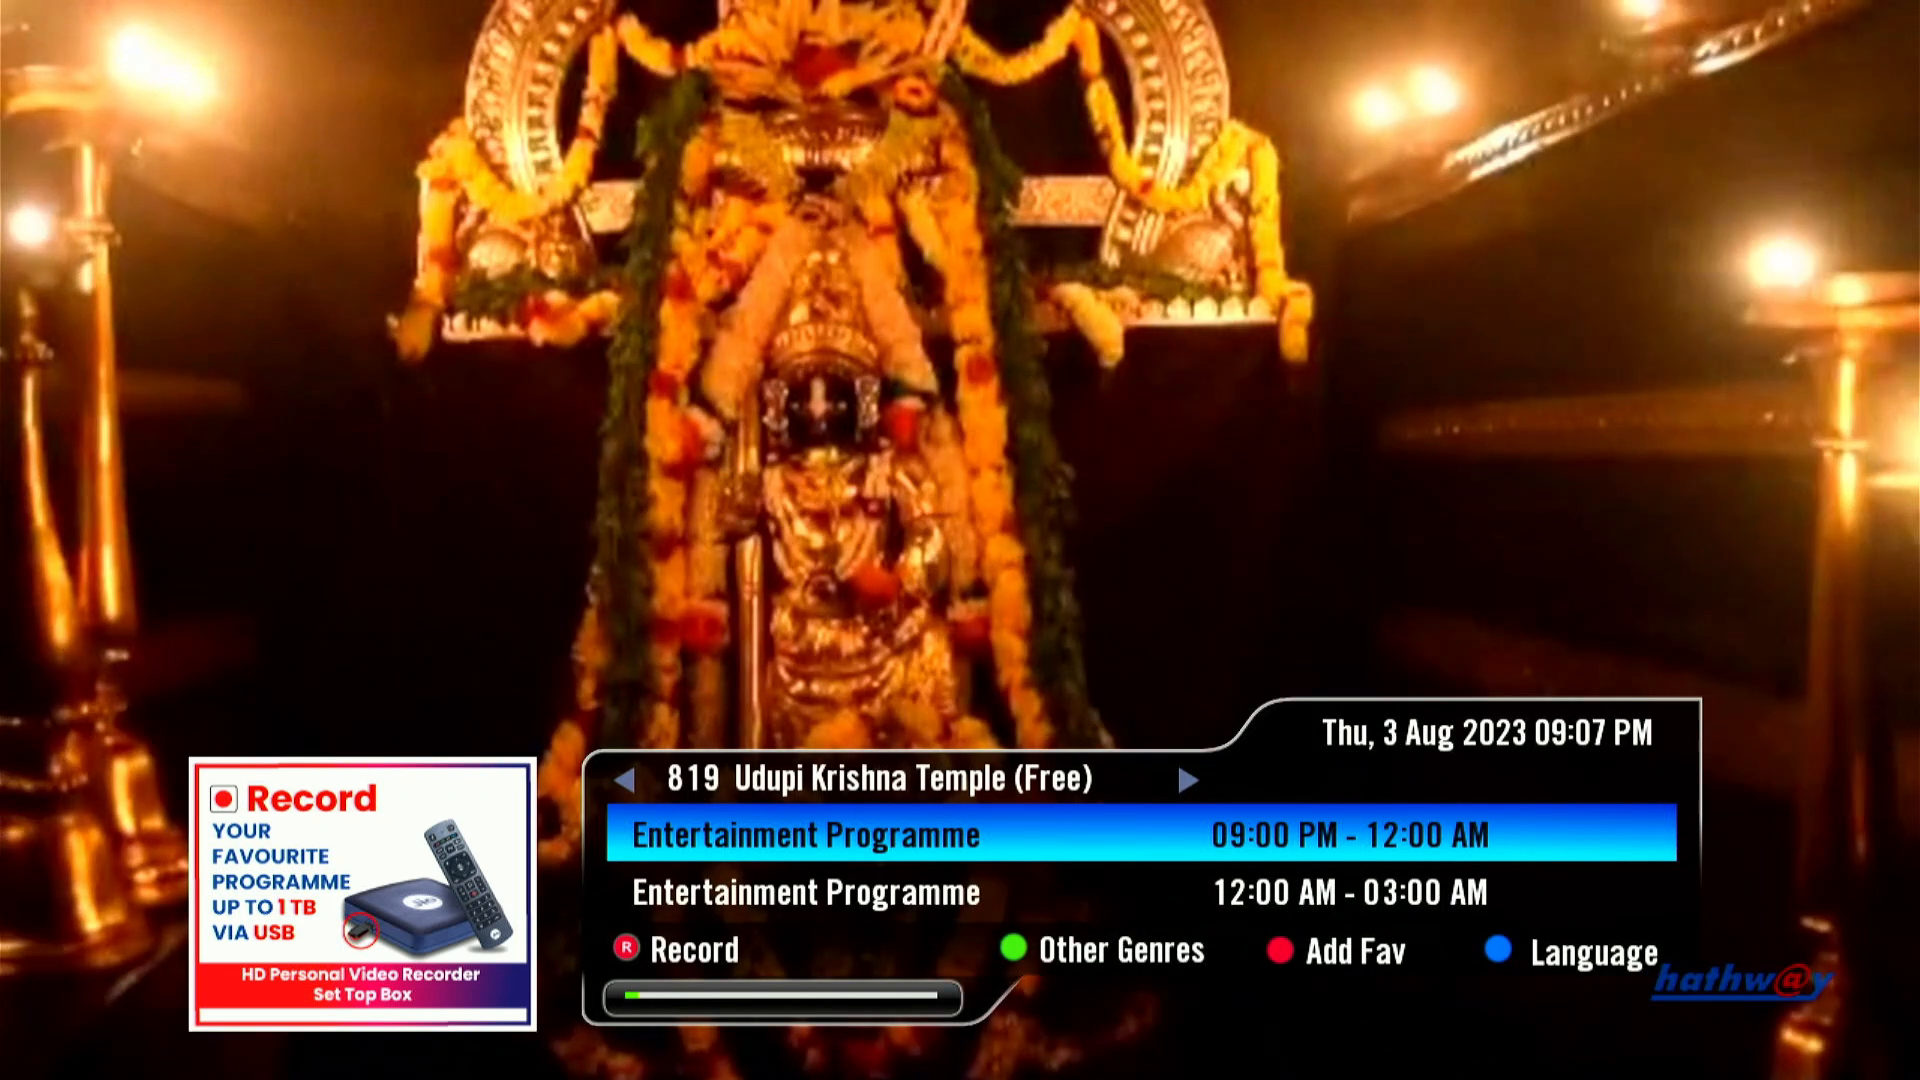 Thu, 3 Aug 2023 09:07 PM
819 Udupi Krishna Temple (Free)
Entertainment Programme 09:00 PM - 12:00 AM
Entertainment Programme 12:00 AM - 03:00 AM
R Record Other Genres Add Fav Language
hathw@y
Record
YOUR
FAVOURITE
PROGRAMME
UP TO 1 TB
VIA USB
Jio
HD Personal Video Recorder
Set Top Box